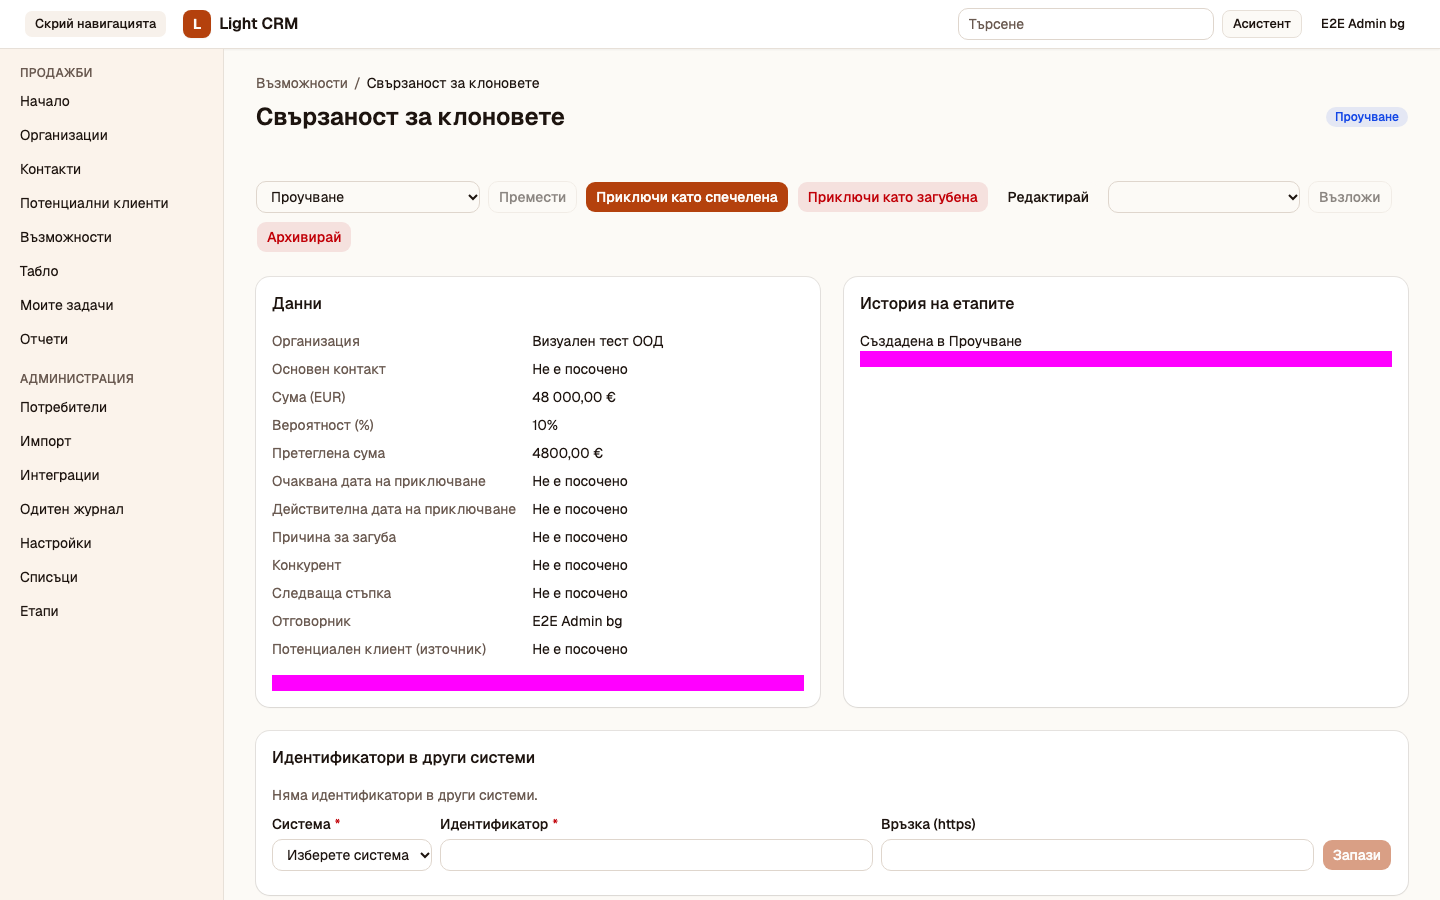 Скрий навигацията
L
Light CRM
Търсене
Асистент
E2E Admin bg
ПРОДАЖБИ
Начало
Организации
Контакти
Потенциални клиенти
Възможности
Табло
Моите задачи
Отчети
АДМИНИСТРАЦИЯ
Потребители
Импорт
Интеграции
Одитен журнал
Настройки
Списъци
Етапи
Възможности / Свързаност за клоновете
Свързаност за клоновете
Проучване
Проучване
Премести
Приключи като спечелена
Приключи като загубена
Редактирай
Възложи
Архивирай
Данни
Организация Визуален тест ООД
Основен контакт Не е посочено
Сума (EUR) 48 000,00 €
Вероятност (%) 10%
Претеглена сума 4800,00 €
Очаквана дата на приключване Не е посочено
Действителна дата на приключване Не е посочено
Причина за загуба Не е посочено
Конкурент Не е посочено
Следваща стъпка Не е посочено
Отговорник E2E Admin bg
Потенциален клиент (източник) Не е посочено
История на етапите
Създадена в Проучване
Идентификатори в други системи
Няма идентификатори в други системи.
Система *
Идентификатор *
Връзка (https)
Изберете система
Запази